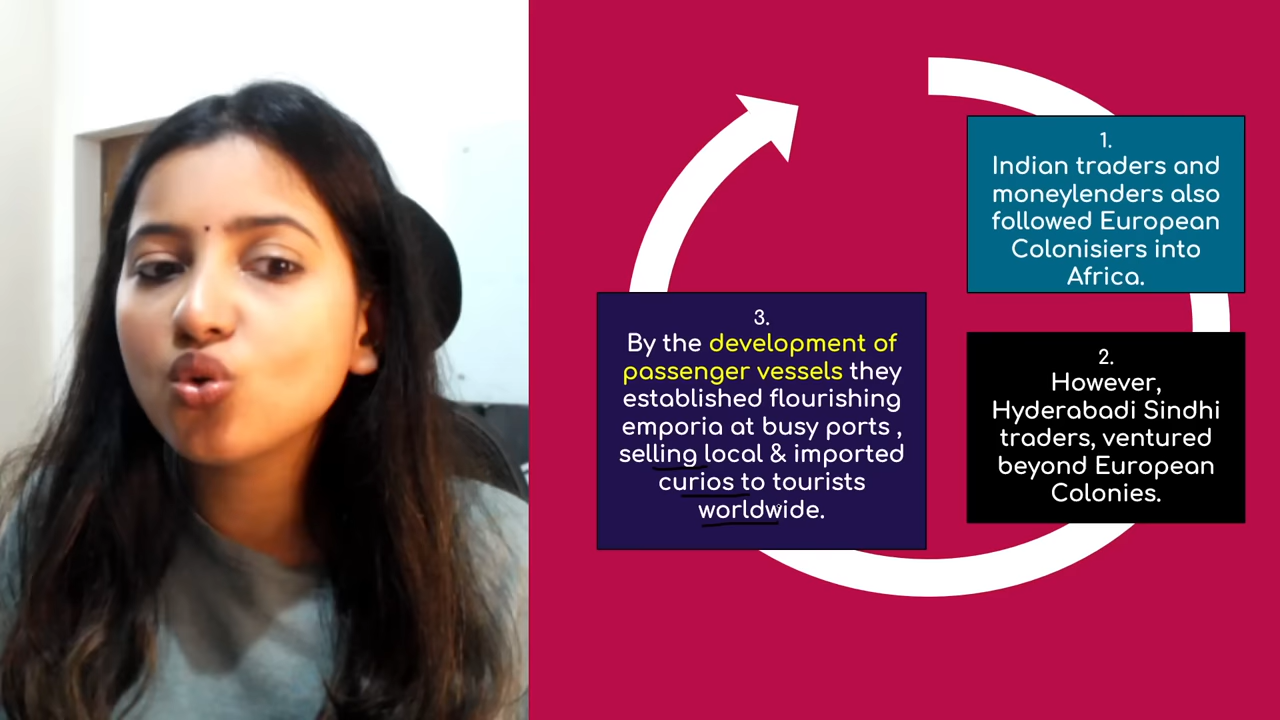 1.
Indian traders and
moneylenders also
followed European
Colonisiers into
Africa.
2.
However,
Hyderabadi Sindhi
traders, ventured
beyond European
Colonies.
3.
By the development of
passenger vessels they
established flourishing
emporia at busy ports ,
selling local & imported
curios to tourists
worldwide.